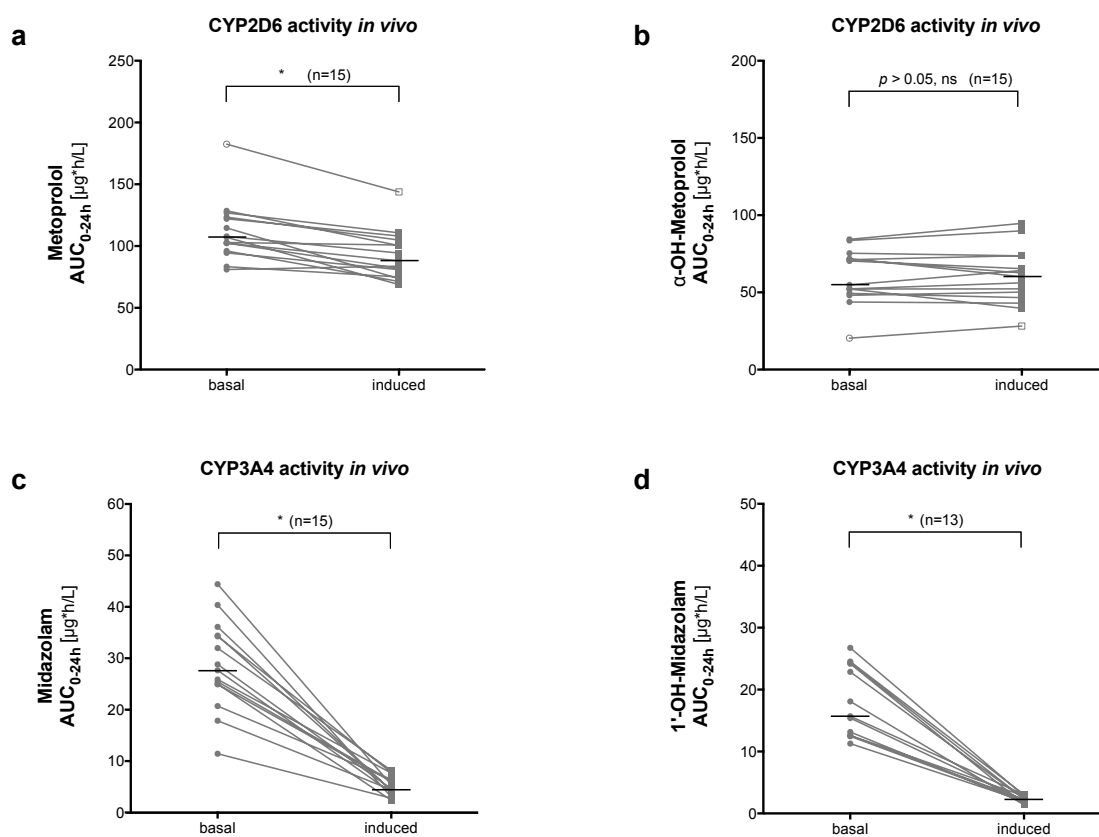 a
CYP2D6 activity in vivo
250
200
150
100
50
0
Metoprolol
AUC0-24h [µg*h/L]
* (n=15)
basal induced
b
CYP2D6 activity in vivo
200
150
100
50
0
α-OH-Metoprolol
AUC0-24h [µg*h/L]
p > 0.05, ns (n=15)
basal induced
c
CYP3A4 activity in vivo
60
50
40
30
20
10
0
Midazolam
AUC0-24h [µg*h/L]
* (n=15)
basal induced
d
CYP3A4 activity in vivo
50
40
30
20
10
0
1'-OH-Midazolam
AUC0-24h [µg*h/L]
* (n=13)
basal induced